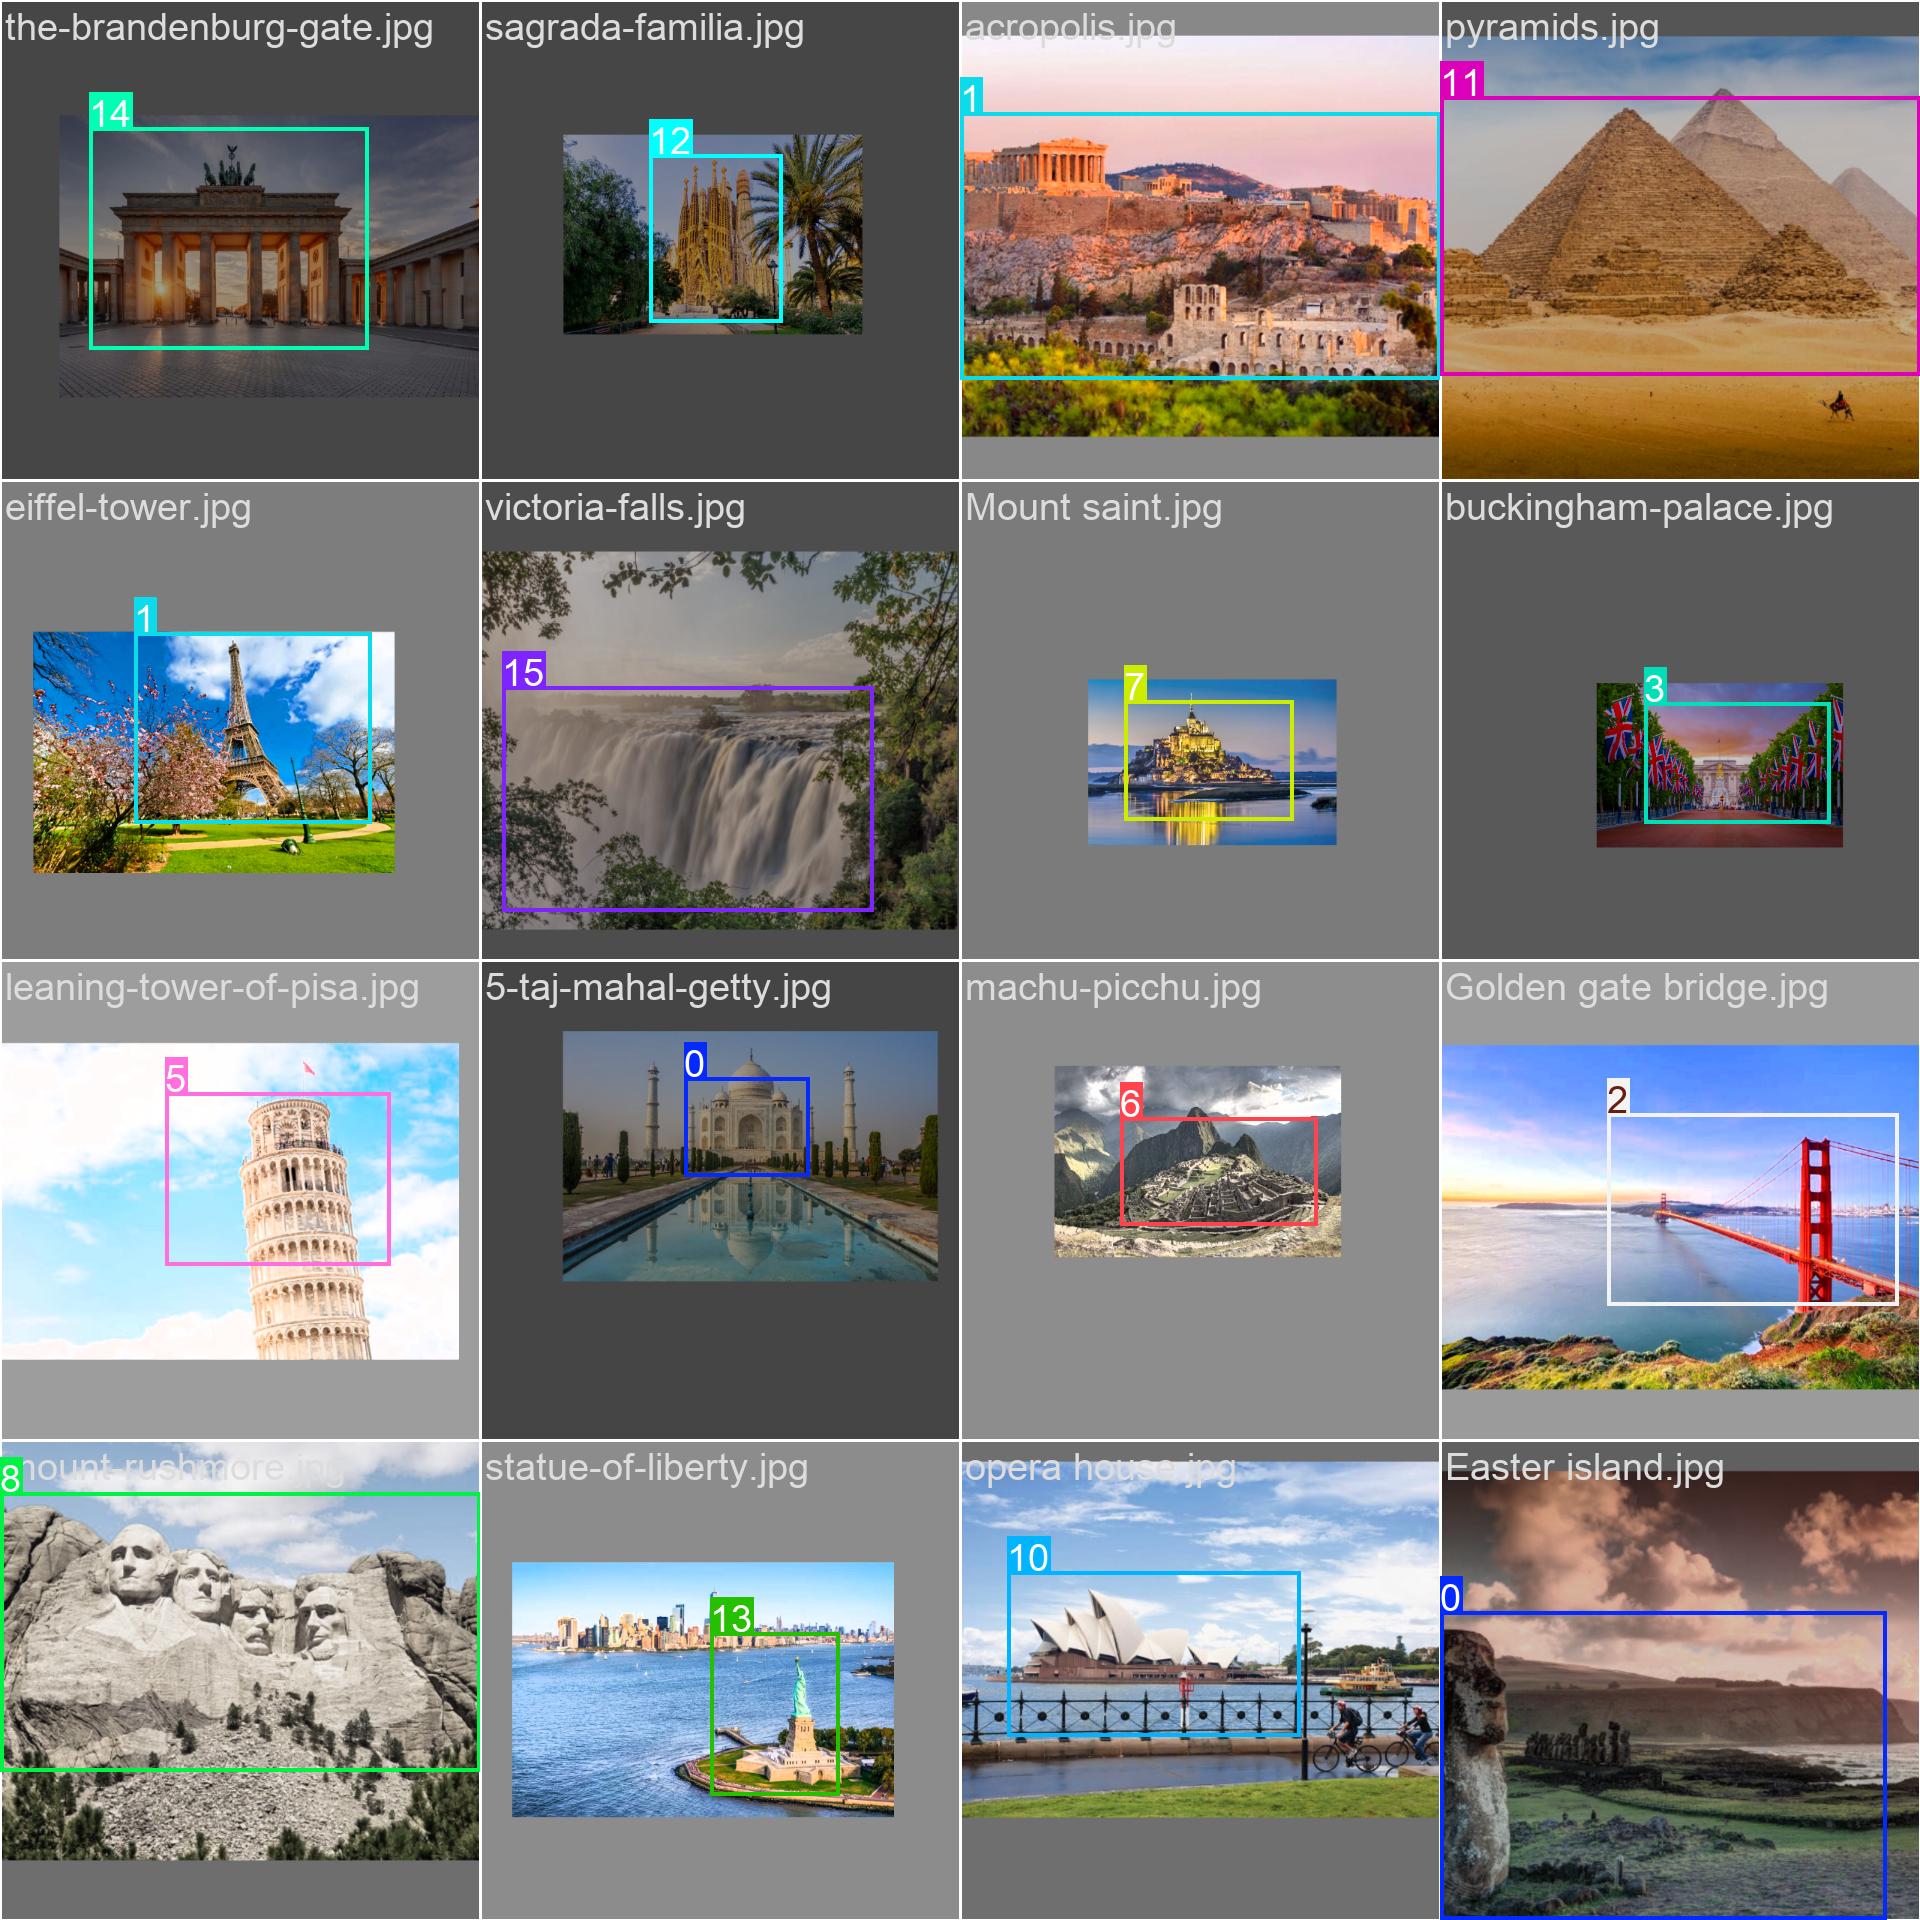 the-brandenburg-gate.jpg
sagrada-familia.jpg
acropolis.jpg
pyramids.jpg
14
12
1
11
eiffel-tower.jpg
victoria-falls.jpg
Mount saint.jpg
buckingham-palace.jpg
1
15
7
3
leaning-tower-of-pisa.jpg
5-taj-mahal-getty.jpg
machu-picchu.jpg
Golden gate bridge.jpg
5
0
6
2
mount-rushmore.jpg
statue-of-liberty.jpg
opera house.jpg
Easter island.jpg
8
13
10
0